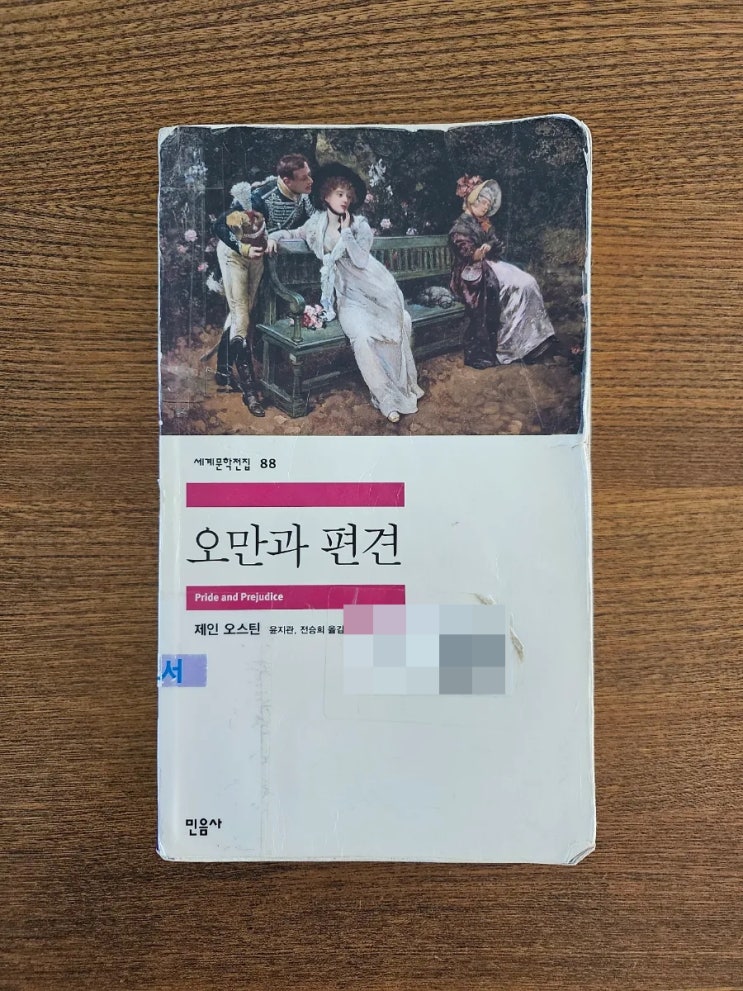 세계문학전집 88
오만과 편견
Pride and Prejudice
제인 오스틴 윤지관, 전승희 옮김
서
민음사